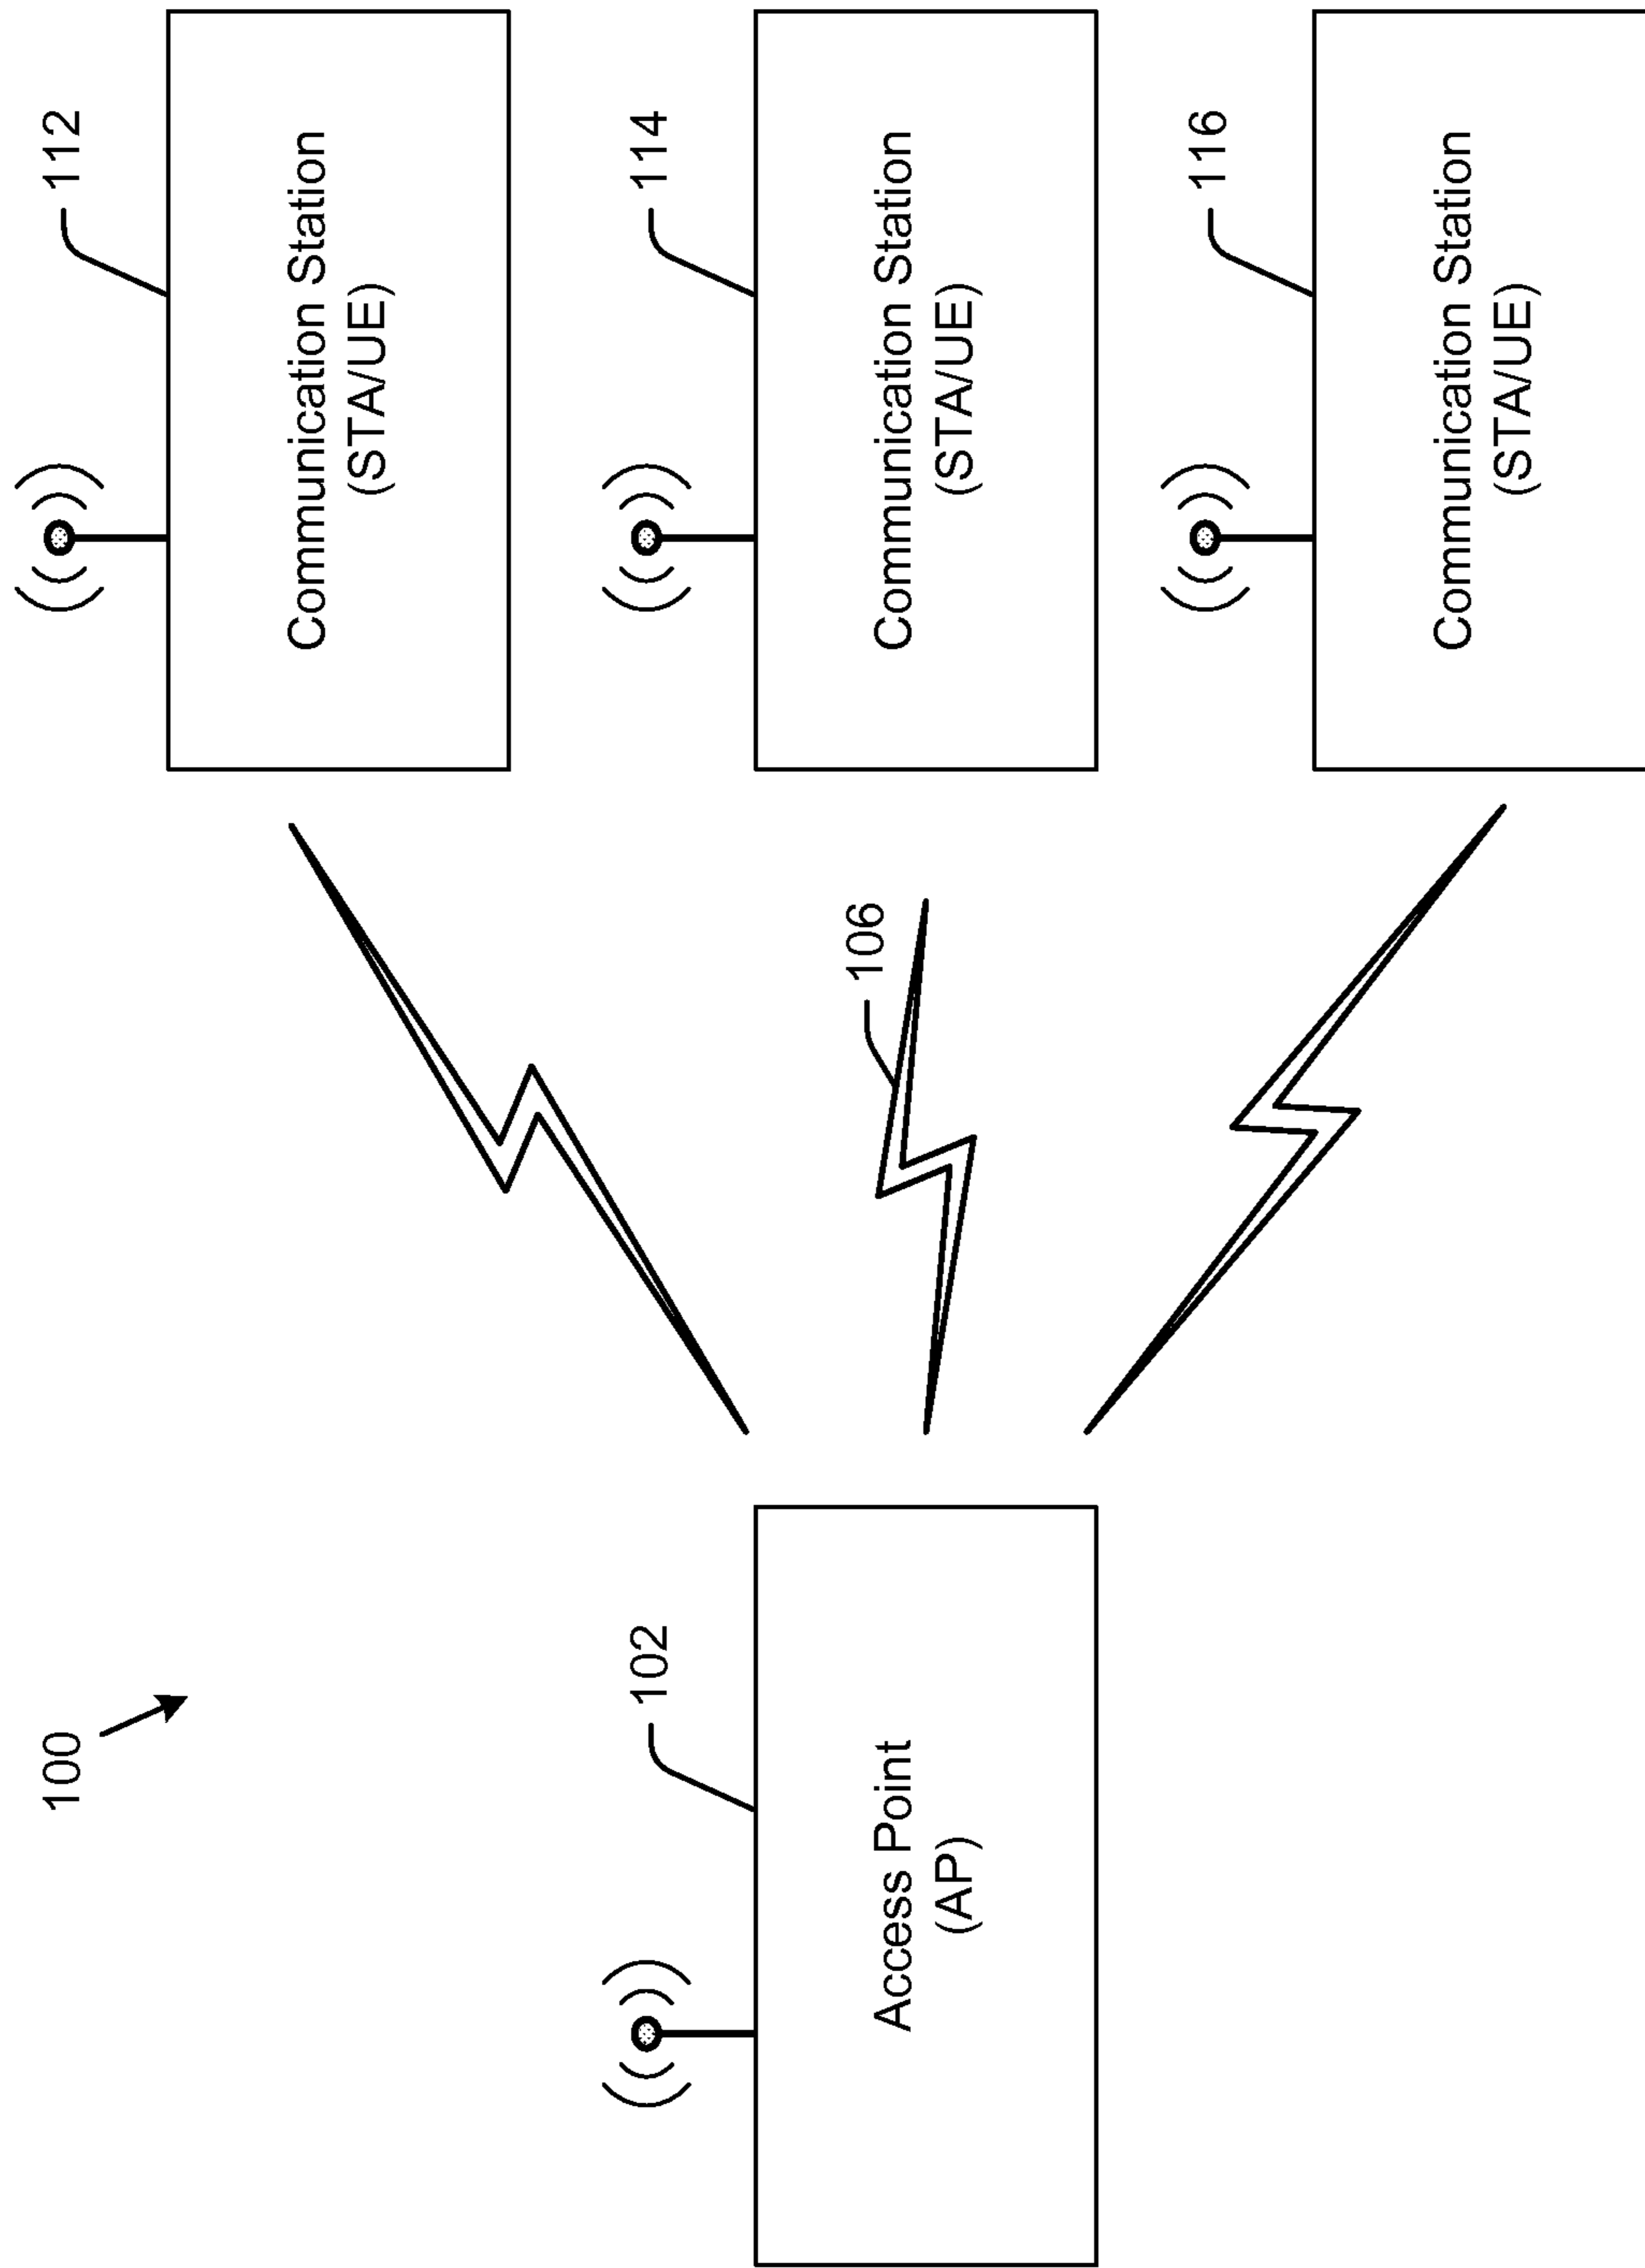 100
112
Communication Station
(STA/UE)
102
Access Point
(AP)
106
114
Communication Station
(STA/UE)
116
Communication Station
(STA/UE)